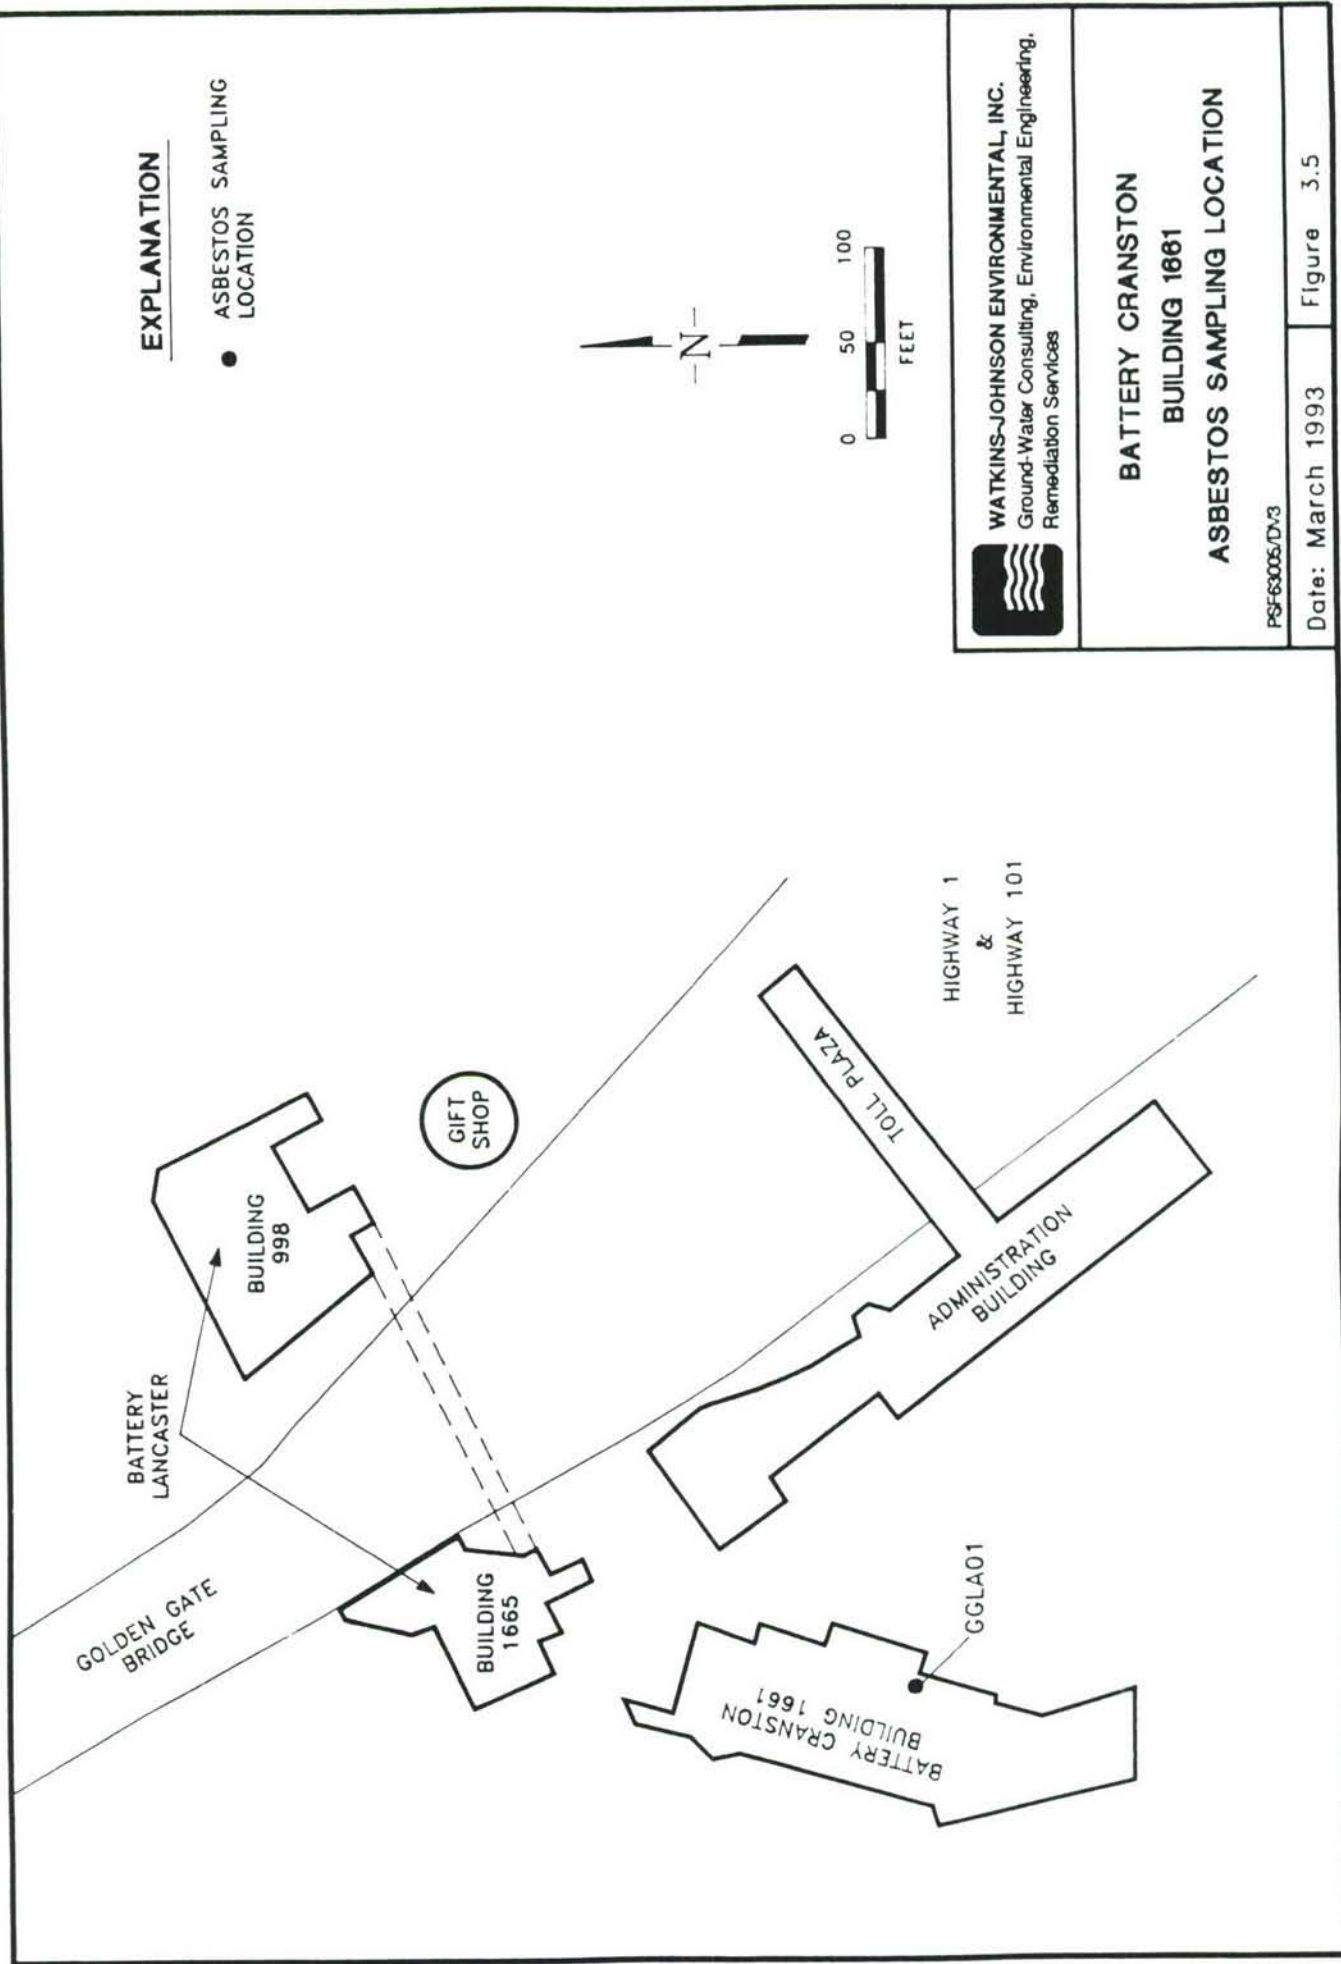 EXPLANATION
● ASBESTOS SAMPLING
LOCATION
BATTERY
LANCASTER
GOLDEN GATE
BRIDGE
BUILDING
998
GIFT
SHOP
BUILDING
1665
-N-
0 50 100
FEET
TOLL PLAZA
ADMINISTRATION
BUILDING
HIGHWAY 1
&
HIGHWAY 101
BATTERY CRANSTON
BUILDING 1661
GGLA01
WATKINS-JOHNSON ENVIRONMENTAL, INC.
Ground-Water Consulting, Environmental Engineering,
Remediation Services
BATTERY CRANSTON
BUILDING 1661
ASBESTOS SAMPLING LOCATION
PSF63005/DV3
Date: March 1993
Figure 3.5